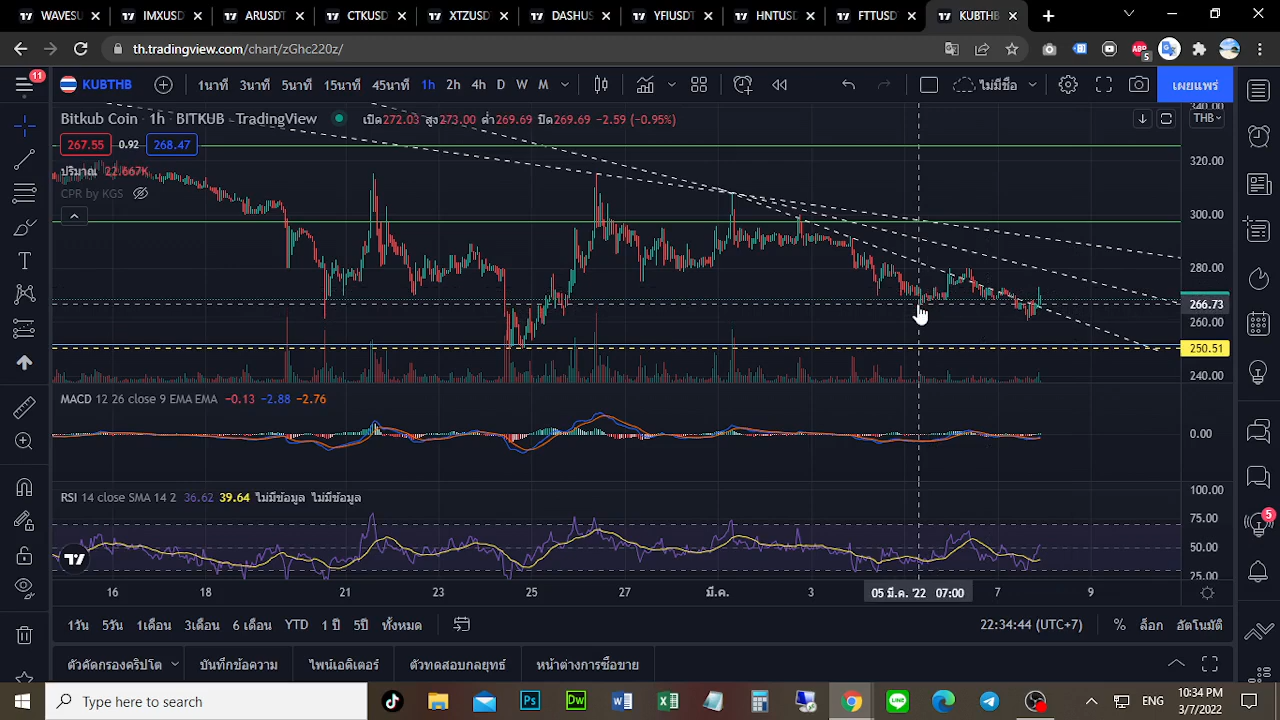 WAVESU
IMXUSD
ARUSDT
CTKUSD
XTZUSD
DASHUS
YFIUSDT
HNTUSD
FTTUSDT
KUBTHB
th.tradingview.com/chart/zGhc220z/
ABP
5
11
KUBTHB
1นาที 3นาที 5นาที 15นาที 45นาที 1h 2h 4h D W M
ไม่มีชื่อ
เผยแพร่
Bitkub Coin · 1h · BITKUB · TradingView
เปิด272.03 สูง273.00 ต่ำ269.69 ปิด269.69 −2.59 (−0.95%)
267.55 0.92 268.47
ปริมาณ 22.667K
CPR by KGS
340.00
THB
320.00
300.00
280.00
266.73
260.00
250.51
240.00
MACD 12 26 close 9 EMA EMA −0.13 −2.88 −2.76
0.00
RSI 14 close SMA 14 2 36.62 39.64 ไม่มีข้อมูล ไม่มีข้อมูล
100.00
75.00
50.00
25.00
5
16 18 21 23 25 27 มี.ค. 3 05 มี.ค. '22 07:00 7 9
1วัน 5วัน 1เดือน 3เดือน 6 เดือน YTD 1 ปี 5ปี ทั้งหมด
22:34:44 (UTC+7) % ล็อก อัตโนมัติ
ตัวคัดกรองคริปโต บันทึกข้อความ ไพน์เอดิเตอร์ ตัวทดสอบกลยุทธ์ หน้าต่างการซื้อขาย
Type here to search
Ps
Dw
ENG
10:34 PM
3/7/2022